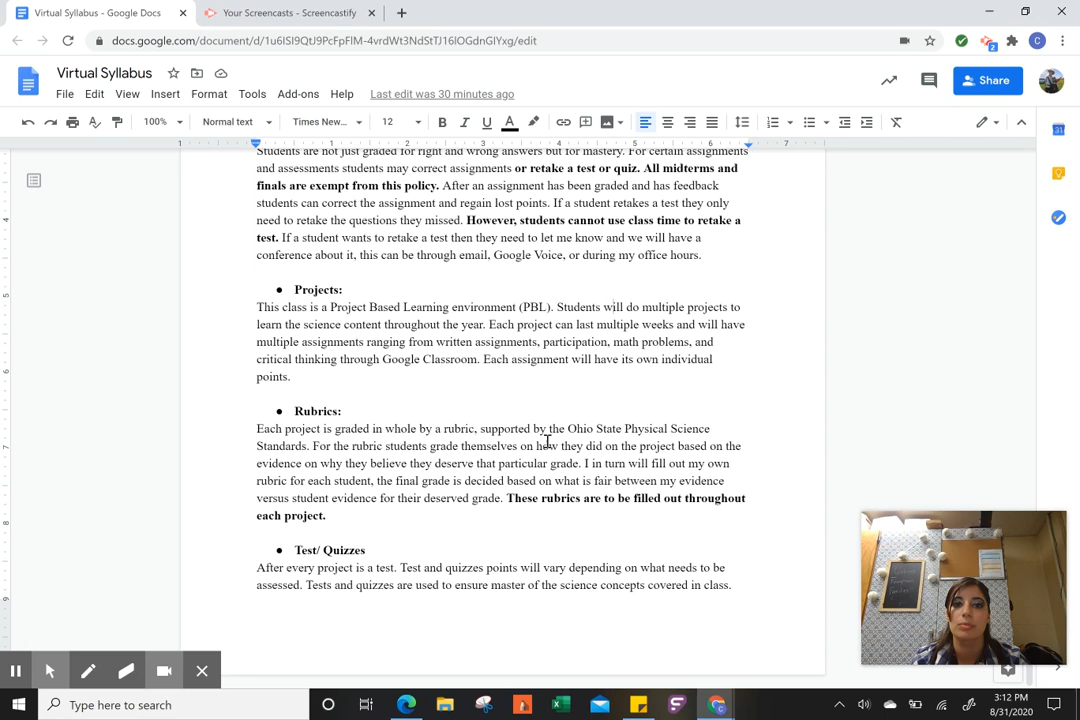 Virtual Syllabus - Google Docs
Your Screencasts - Screencastify
docs.google.com/document/d/1u6ISI9QtJ9PcFpFIM-4vrdWt3NdStTJ16IOGdnGIYxg/edit
2
C
Virtual Syllabus
File Edit View Insert Format Tools Add-ons Help Last edit was 30 minutes ago
Share
100% Normal text Times New... 12 B I U A
31
1 1 2 3 4 5 6 7
Students are not just graded for right and wrong answers but for mastery. For certain assignments
and assessments students may correct assignments or retake a test or quiz. All midterms and
finals are exempt from this policy. After an assignment has been graded and has feedback
students can correct the assignment and regain lost points. If a student retakes a test they only
need to retake the questions they missed. However, students cannot use class time to retake a
test. If a student wants to retake a test then they need to let me know and we will have a
conference about it, this can be through email, Google Voice, or during my office hours.
● Projects:
This class is a Project Based Learning environment (PBL). Students will do multiple projects to
learn the science content throughout the year. Each project can last multiple weeks and will have
multiple assignments ranging from written assignments, participation, math problems, and
critical thinking through Google Classroom. Each assignment will have its own individual
points.
● Rubrics:
Each project is graded in whole by a rubric, supported by the Ohio State Physical Science
Standards. For the rubric students grade themselves on how they did on the project based on the
evidence on why they believe they deserve that particular grade. I in turn will fill out my own
rubric for each student, the final grade is decided based on what is fair between my evidence
versus student evidence for their deserved grade. These rubrics are to be filled out throughout
each project.
● Test/ Quizzes
After every project is a test. Test and quizzes points will vary depending on what needs to be
assessed. Tests and quizzes are used to ensure master of the science concepts covered in class.
Type here to search
3:12 PM
8/31/2020